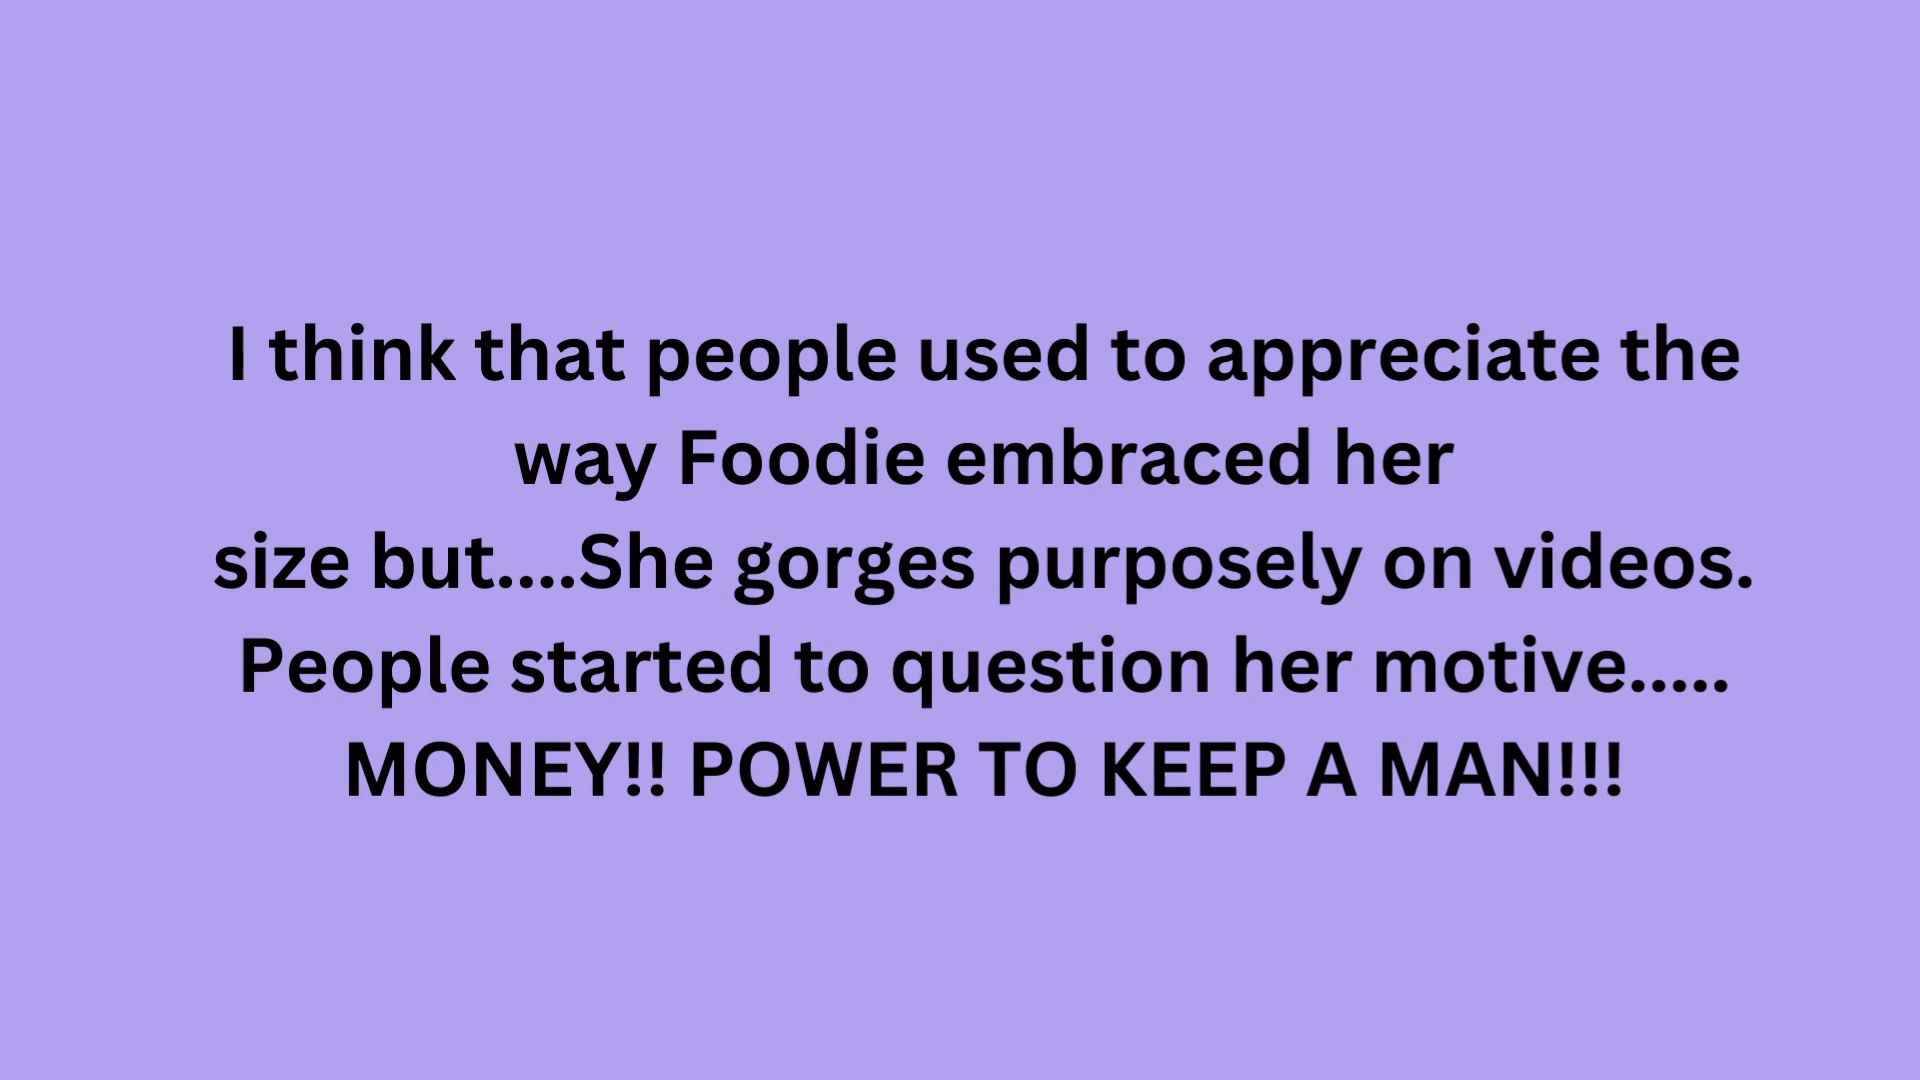 I think that people used to appreciate the
way Foodie embraced her
size but....She gorges purposely on videos.
People started to question her motive.....
MONEY!! POWER TO KEEP A MAN!!!